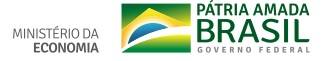 MINISTÉRIO DA
ECONOMIA
PÁTRIA AMADA
BRASIL
GOVERNO FEDERAL